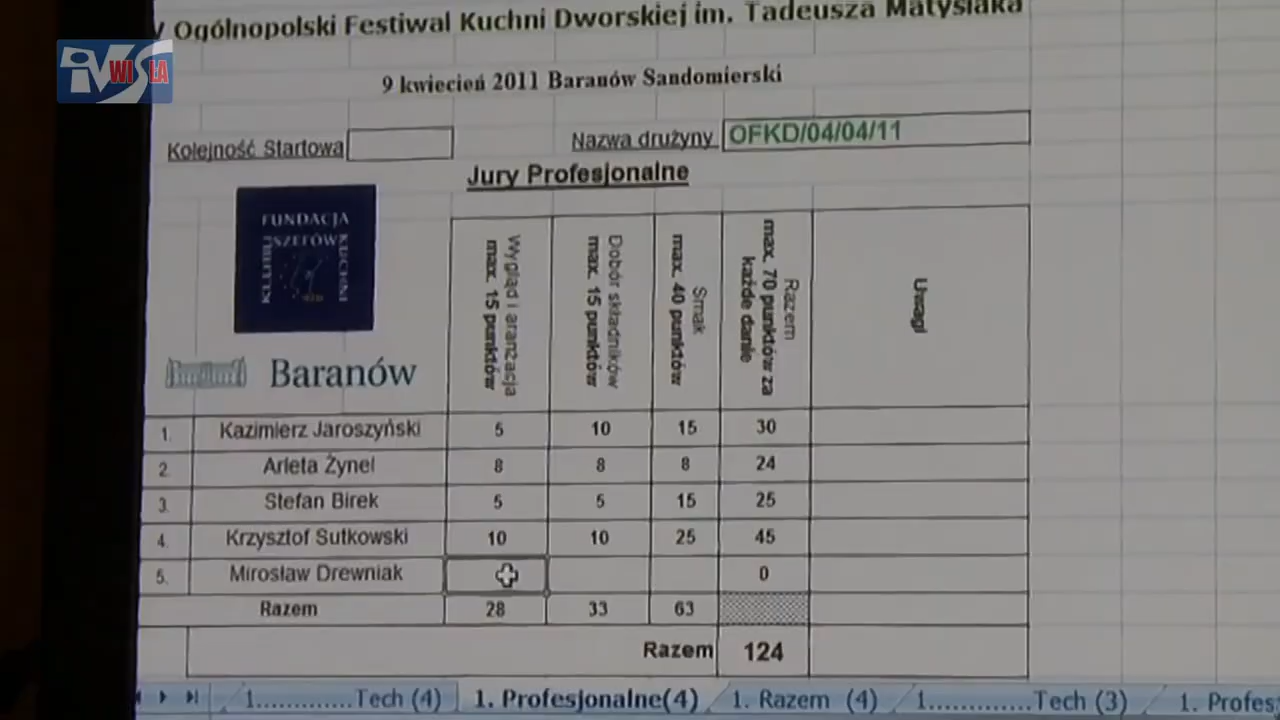 V Ogólnopolski Festiwal Kuchni Dworskiej im. Tadeusza Matysiaka
iTV WISŁA
9 kwiecień 2011 Baranów Sandomierski
Kolejność Startowa
Nazwa drużyny OFKD/04/04/11
Jury Profesjonalne
FUNDACJA
KLUBU SZEFÓW KUCHNI
Baranów
Wygląd i aranżacja
max. 15 punktów
Dobór składników
max. 15 punktów
Smak
max. 40 punktów
Razem
max. 70 punktów za
każde danie
Uwagi
1. Kazimierz Jaroszyński 5 10 15 30
2. Arleta Żynel 8 8 8 24
3. Stefan Birek 5 5 15 25
4. Krzysztof Sutkowski 10 10 25 45
5. Mirosław Drewniak 0
Razem 28 33 63
Razem 124
1.............Tech (4) 1. Profesjonalne(4) 1. Razem (4) 1.............Tech (3) 1. Profes